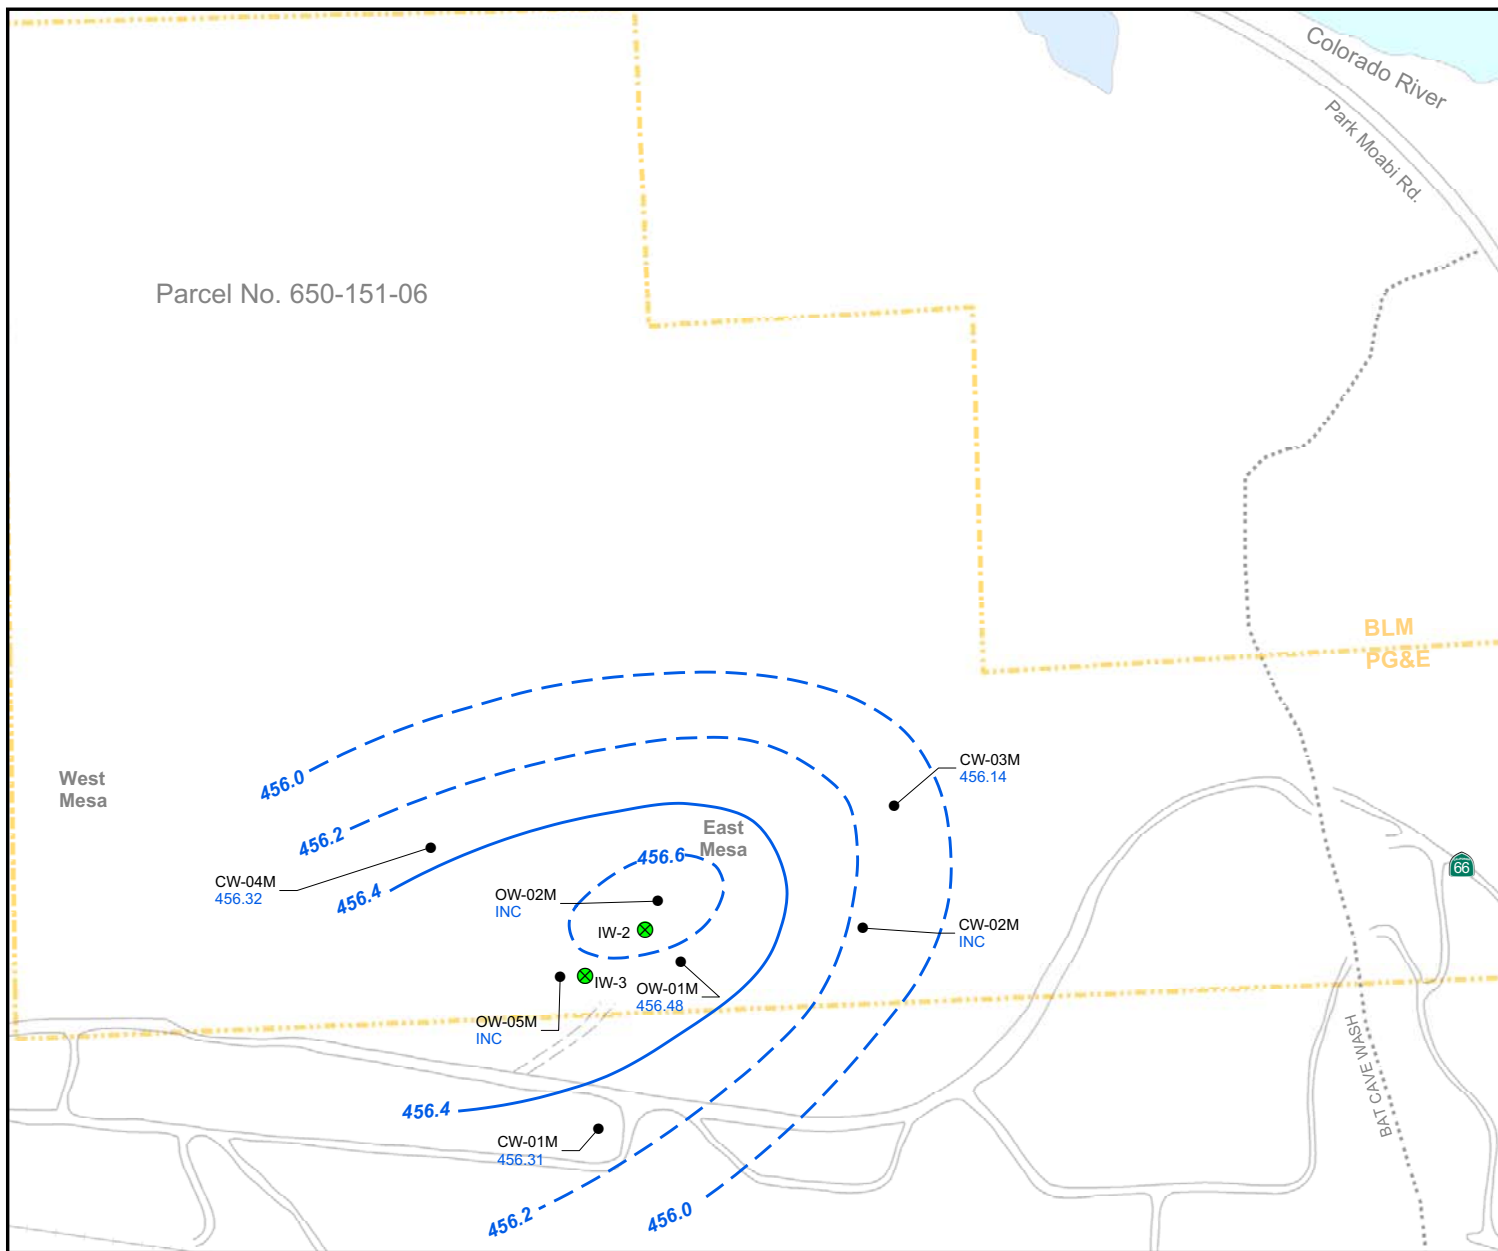 Colorado River
Park Moabi Rd.
Parcel No. 650-151-06
BLM
PG&E
West
Mesa
456.0
456.2
456.4
CW-03M
456.14
East
Mesa
456.6
CW-04M
456.32
OW-02M
INC
IW-2
CW-02M
INC
66
IW-3
OW-01M
456.48
OW-05M
INC
BAT CAVE WASH
456.4
CW-01M
456.31
456.2
456.0